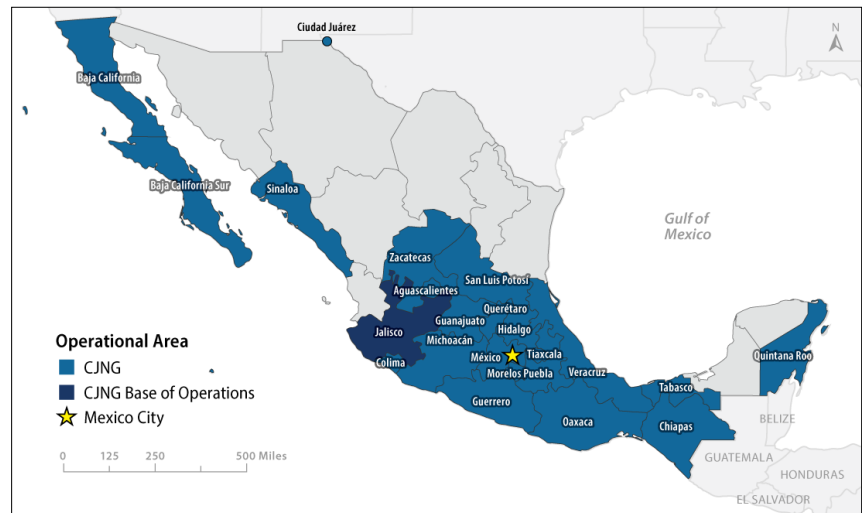 Ciudad Juárez
N
Baja California
Baja California Sur
Sinaloa
Gulf of
Mexico
Zacatecas
San Luis Potosí
Aguascalientes
Querétaro
Guanajuato
Hidalgo
Jalisco
Michoacán
México
Tlaxcala
Quintana Roo
Colima
Morelos Puebla
Veracruz
Tabasco
Guerrero
Oaxaca
Chiapas
BELIZE
GUATEMALA
HONDURAS
EL SALVADOR
Operational Area
CJNG
CJNG Base of Operations
Mexico City
0 125 250 500 Miles